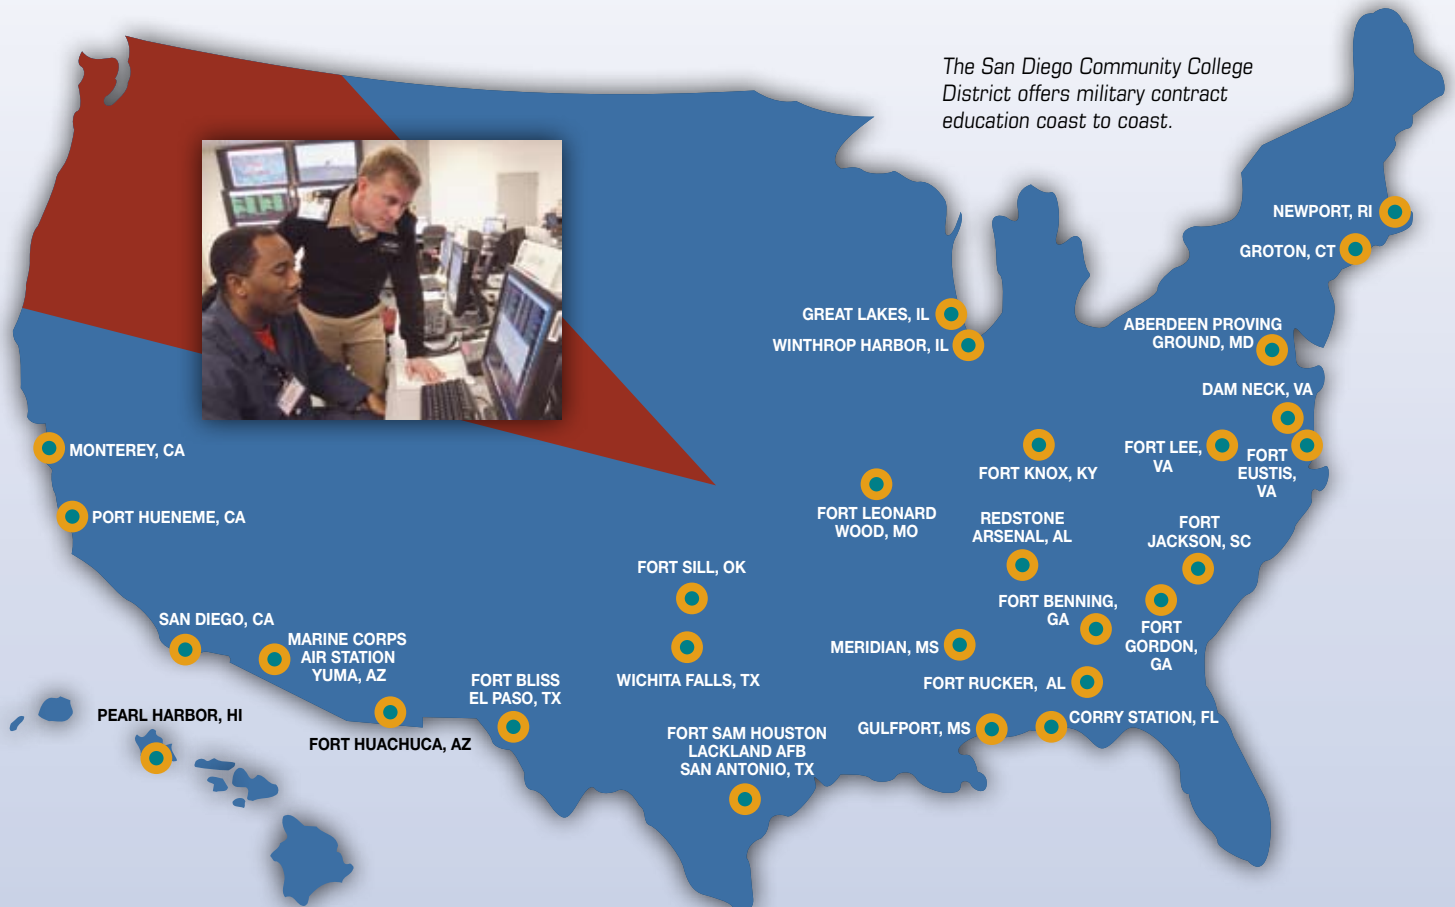 The San Diego Community College
District offers military contract
education coast to coast.
NEWPORT, RI
GROTON, CT
GREAT LAKES, IL
WINTHROP HARBOR, IL
ABERDEEN PROVING
GROUND, MD
DAM NECK, VA
FORT LEE,
VA
FORT
EUSTIS,
VA
MONTEREY, CA
FORT KNOX, KY
PORT HUENEME, CA
FORT LEONARD
WOOD, MO
REDSTONE
ARSENAL, AL
FORT
JACKSON, SC
FORT SILL, OK
FORT BENNING,
GA
FORT
GORDON,
GA
SAN DIEGO, CA
MARINE CORPS
AIR STATION
YUMA, AZ
MERIDIAN, MS
FORT BLISS
EL PASO, TX
WICHITA FALLS, TX
FORT RUCKER, AL
PEARL HARBOR, HI
FORT HUACHUCA, AZ
FORT SAM HOUSTON
LACKLAND AFB
SAN ANTONIO, TX
GULFPORT, MS
CORRY STATION, FL